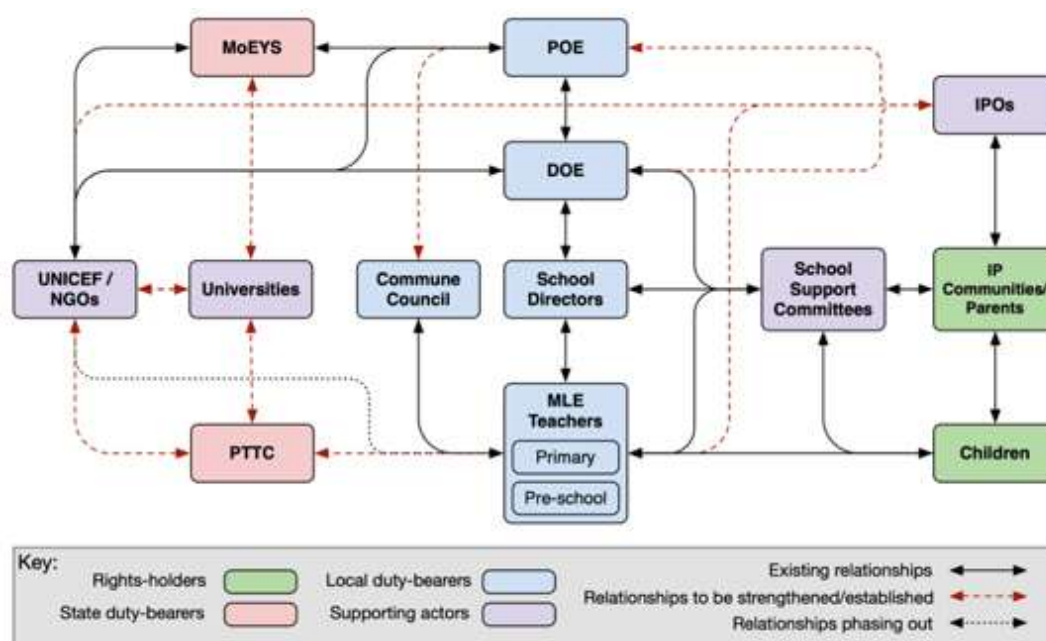 MoEYS
POE
IPOs
DOE
UNICEF /
NGOs
Universities
Commune
Council
School
Directors
School
Support
Committees
IP
Communities/
Parents
MLE
Teachers
Primary
Pre-school
PTTC
Children
Key:
Rights-holders
Local duty-bearers
Existing relationships
State duty-bearers
Supporting actors
Relationships to be strengthened/established
Relationships phasing out